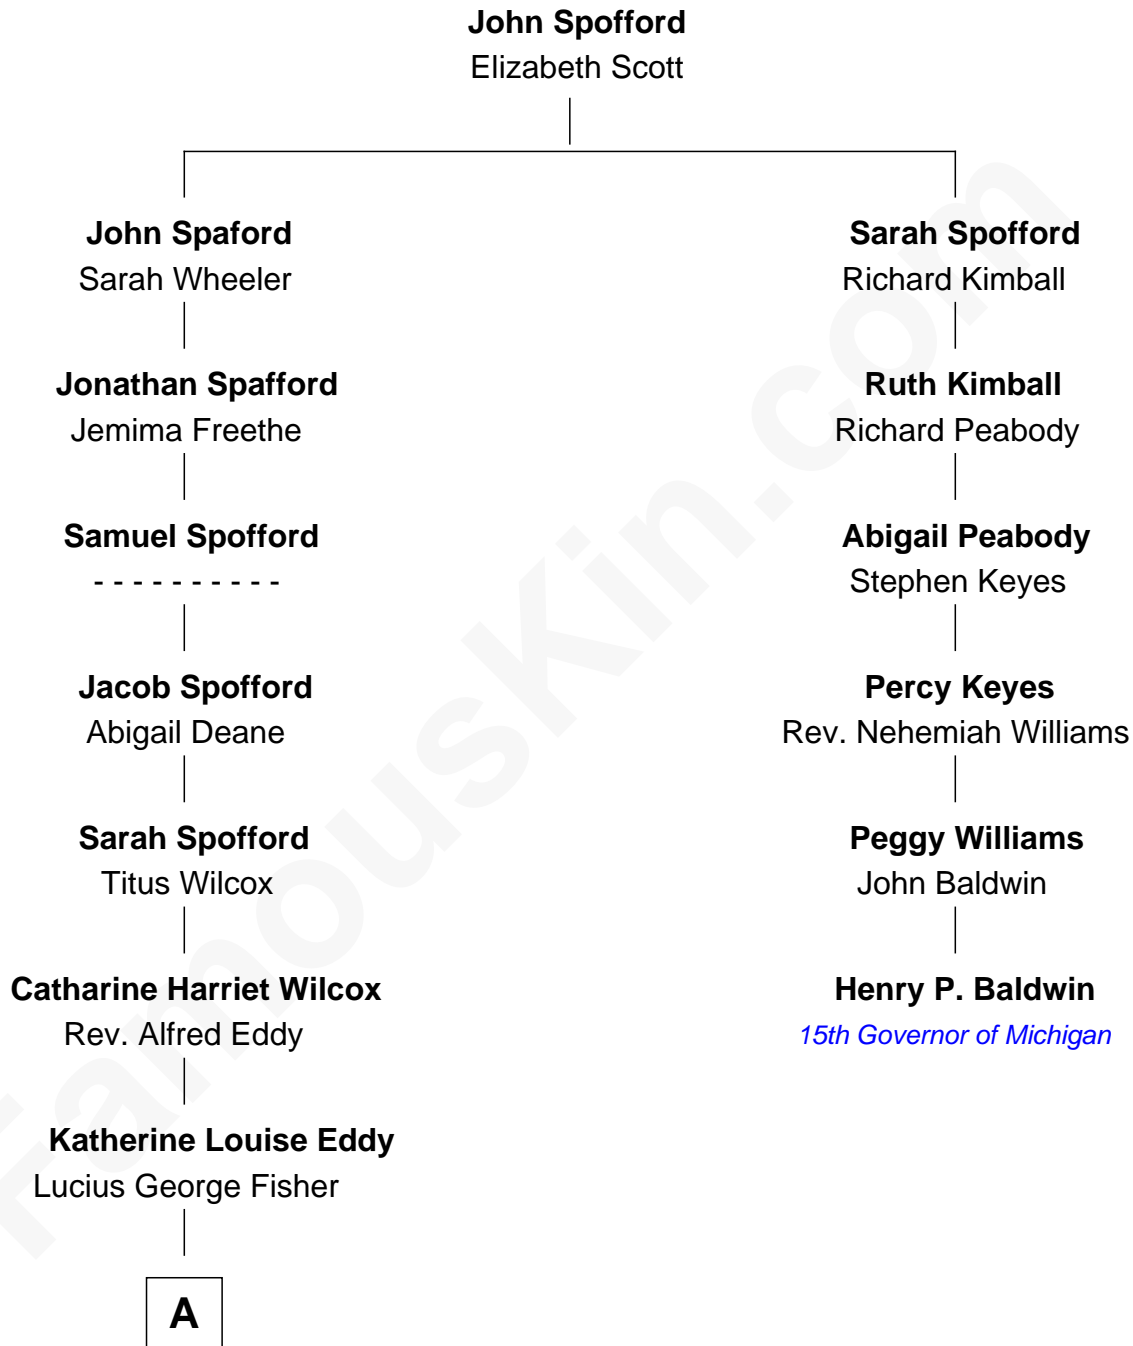 John Spofford
Elizabeth Scott
John Spaford
Sarah Wheeler
Jonathan Spafford
Jemima Freethe
Samuel Spofford
- - - - - - - - - -
Jacob Spofford
Abigail Deane
Sarah Spofford
Titus Wilcox
Catharine Harriet Wilcox
Rev. Alfred Eddy
Katherine Louise Eddy
Lucius George Fisher
A
Sarah Spofford
Richard Kimball
Ruth Kimball
Richard Peabody
Abigail Peabody
Stephen Keyes
Percy Keyes
Rev. Nehemiah Williams
Peggy Williams
John Baldwin
Henry P. Baldwin
15th Governor of Michigan
FamousKin.com